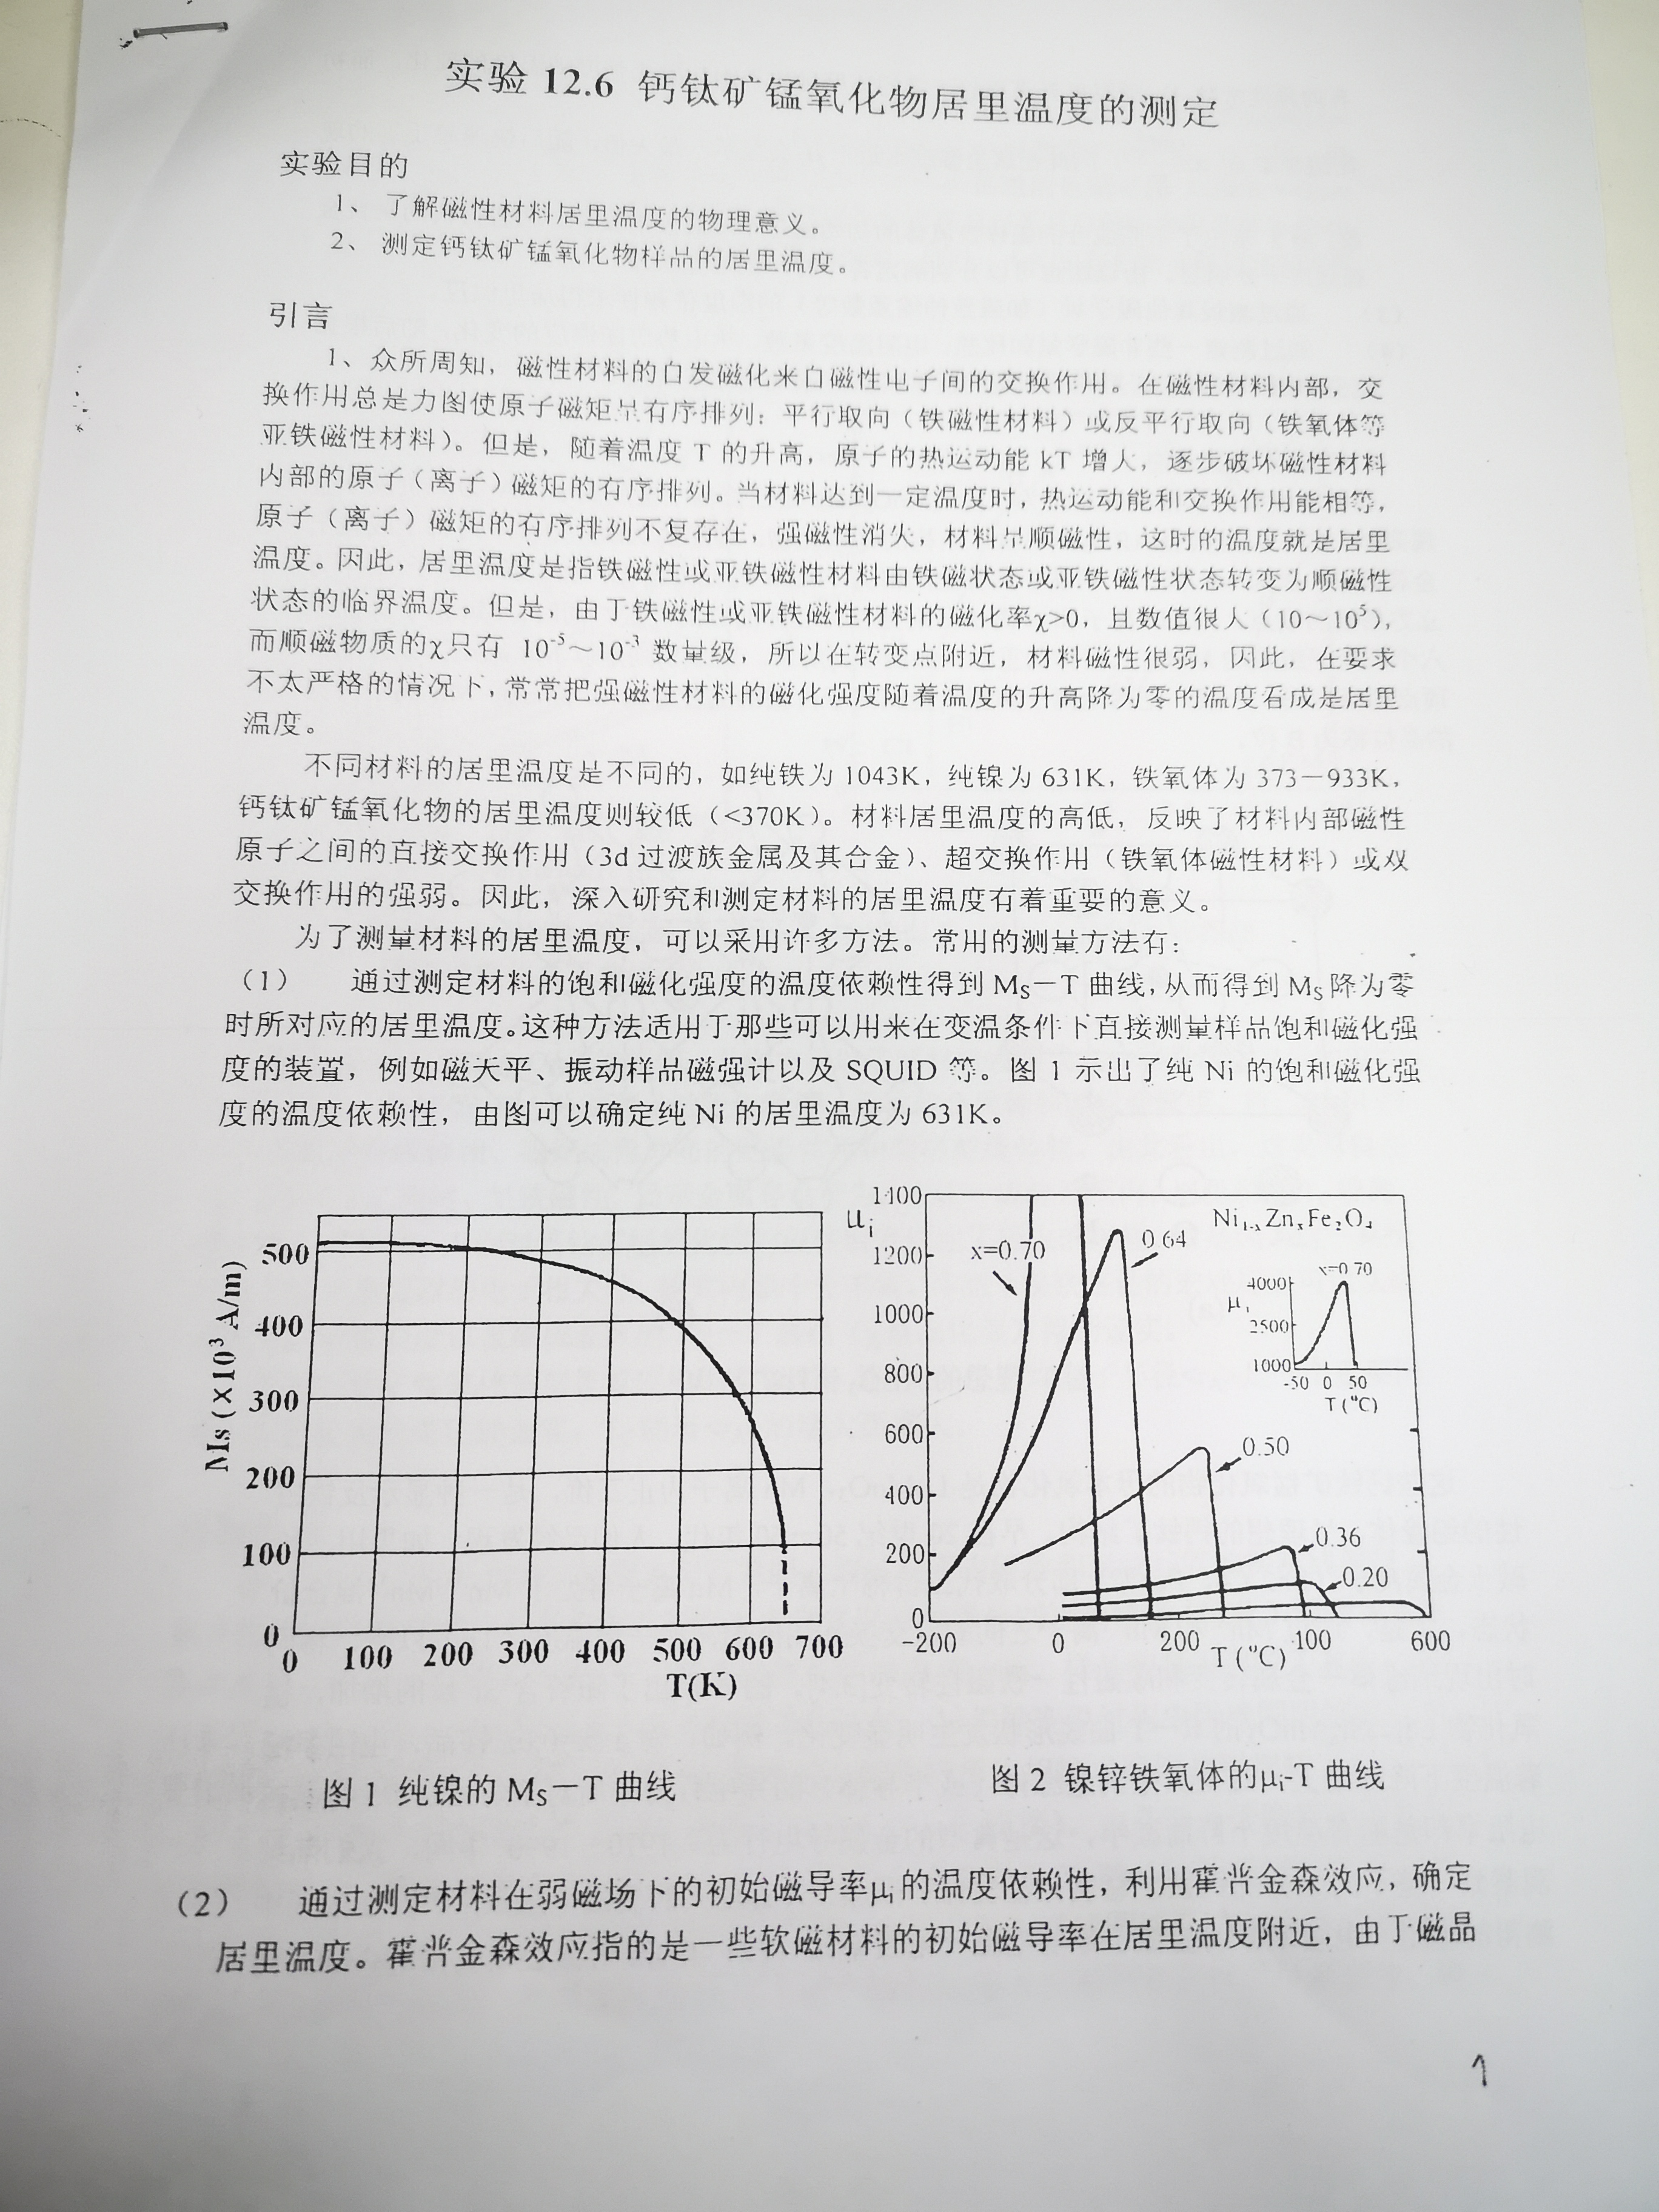 实验 12.6 钙钛矿锰氧化物居里温度的测定
实验目的
1、 了解磁性材料居里温度的物理意义。
2、 测定钙钛矿锰氧化物样品的居里温度。
引言
1、众所周知，磁性材料的自发磁化来自磁性电子间的交换作用。在磁性材料内部，交
换作用总是力图使原子磁矩呈有序排列：平行取向（铁磁性材料）或反平行取向（铁氧体等
亚铁磁性材料）。但是，随着温度 T 的升高，原子的热运动能 kT 增大，逐步破坏磁性材料
内部的原子（离子）磁矩的有序排列。当材料达到一定温度时，热运动能和交换作用能相等，
原子（离子）磁矩的有序排列不复存在，强磁性消失，材料呈顺磁性，这时的温度就是居里
温度。因此，居里温度是指铁磁性或亚铁磁性材料由铁磁状态或亚铁磁性状态转变为顺磁性
状态的临界温度。但是，由于铁磁性或亚铁磁性材料的磁化率χ>0，且数值很大（10～10⁵），
而顺磁物质的χ只有 10⁻⁵～10⁻³ 数量级，所以在转变点附近，材料磁性很弱，因此，在要求
不太严格的情况下，常常把强磁性材料的磁化强度随着温度的升高降为零的温度看成是居里
温度。
不同材料的居里温度是不同的，如纯铁为 1043K，纯镍为 631K，铁氧体为 373－933K，
钙钛矿锰氧化物的居里温度则较低（<370K）。材料居里温度的高低，反映了材料内部磁性
原子之间的直接交换作用（3d 过渡族金属及其合金）、超交换作用（铁氧体磁性材料）或双
交换作用的强弱。因此，深入研究和测定材料的居里温度有着重要的意义。
为了测量材料的居里温度，可以采用许多方法。常用的测量方法有：
（1） 通过测定材料的饱和磁化强度的温度依赖性得到 Ms－T 曲线，从而得到 Ms 降为零
时所对应的居里温度。这种方法适用于那些可以用来在变温条件下直接测量样品饱和磁化强
度的装置，例如磁天平、振动样品磁强计以及 SQUID 等。图 1 示出了纯 Ni 的饱和磁化强
度的温度依赖性，由图可以确定纯 Ni 的居里温度为 631K。
Ms (×10³ A/m)
500
400
300
200
100
0
0 100 200 300 400 500 600 700
T(K)
μi
1400
1200
1000
800
600
400
200
0
-200 0 200 400 600
T (℃)
Ni₁₋ₓZnₓFe₂O₄
x=0.70
0.64
0.50
0.36
0.20
x=0.70
μi
4000
2500
1000
-50 0 50
T (℃)
图 1 纯镍的 Ms－T 曲线
图 2 镍锌铁氧体的μi-T 曲线
（2） 通过测定材料在弱磁场下的初始磁导率μi 的温度依赖性，利用霍普金森效应，确定
居里温度。霍普金森效应指的是一些软磁材料的初始磁导率在居里温度附近，由于磁晶
1